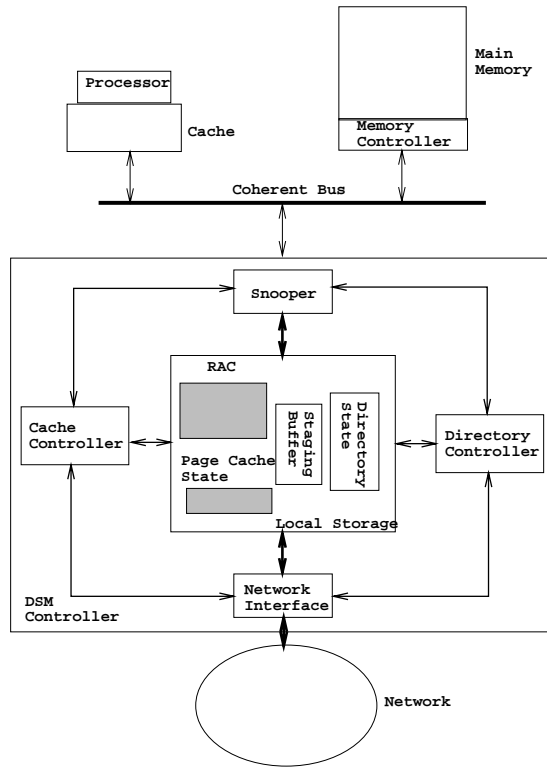 Main
Memory
Processor
Cache
Memory
Controller
Coherent Bus
Snooper
RAC
Cache
Controller
Staging
Buffer
Directory
State
Directory
Controller
Page Cache
State
Local Storage
Network
Interface
DSM
Controller
Network